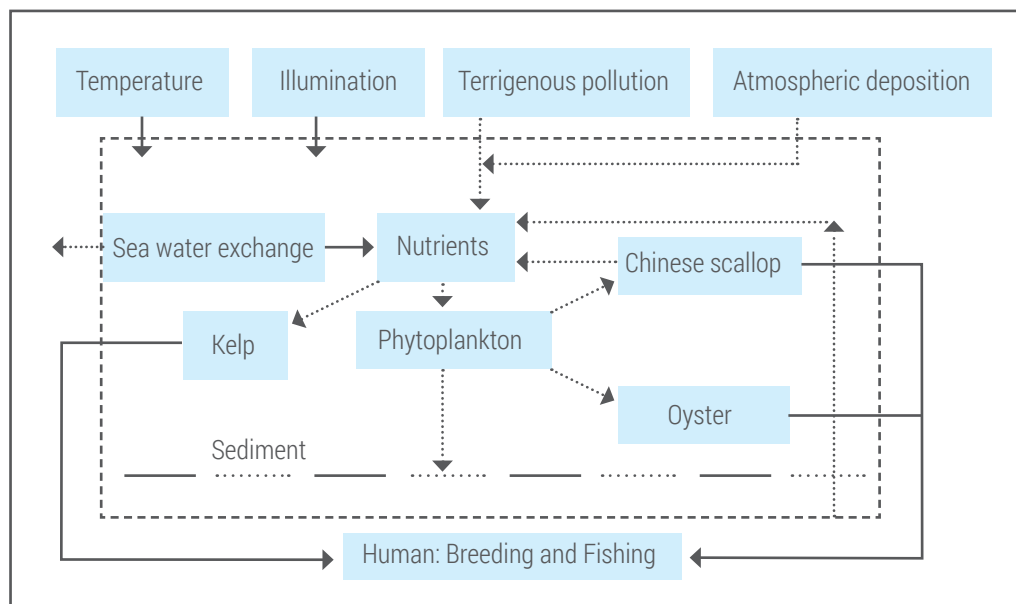 Temperature
Illumination
Terrigenous pollution
Atmospheric deposition
Sea water exchange
Nutrients
Chinese scallop
Kelp
Phytoplankton
Oyster
Sediment
Human: Breeding and Fishing